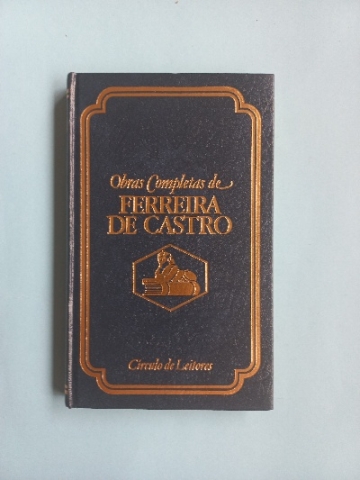 Obras Completas de
FERREIRA
DE CASTRO
Círculo de Leitores